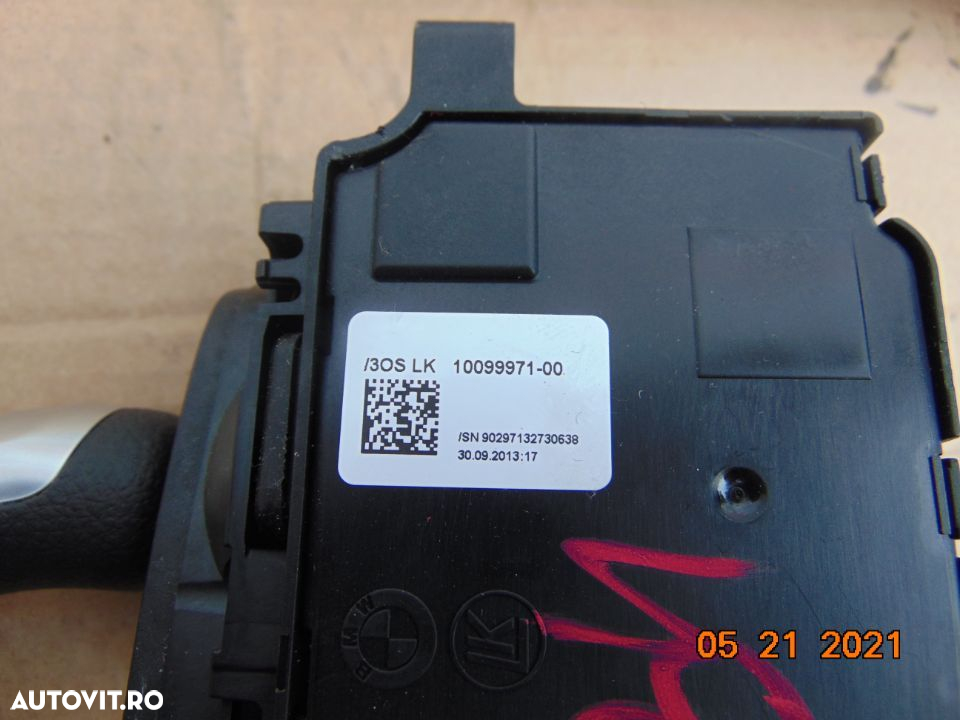 /3OS LK 10099971-00
/SN 90297132730638
30.09.2013:17
BMW
LK
05 21 2021
AUTOVIT.RO